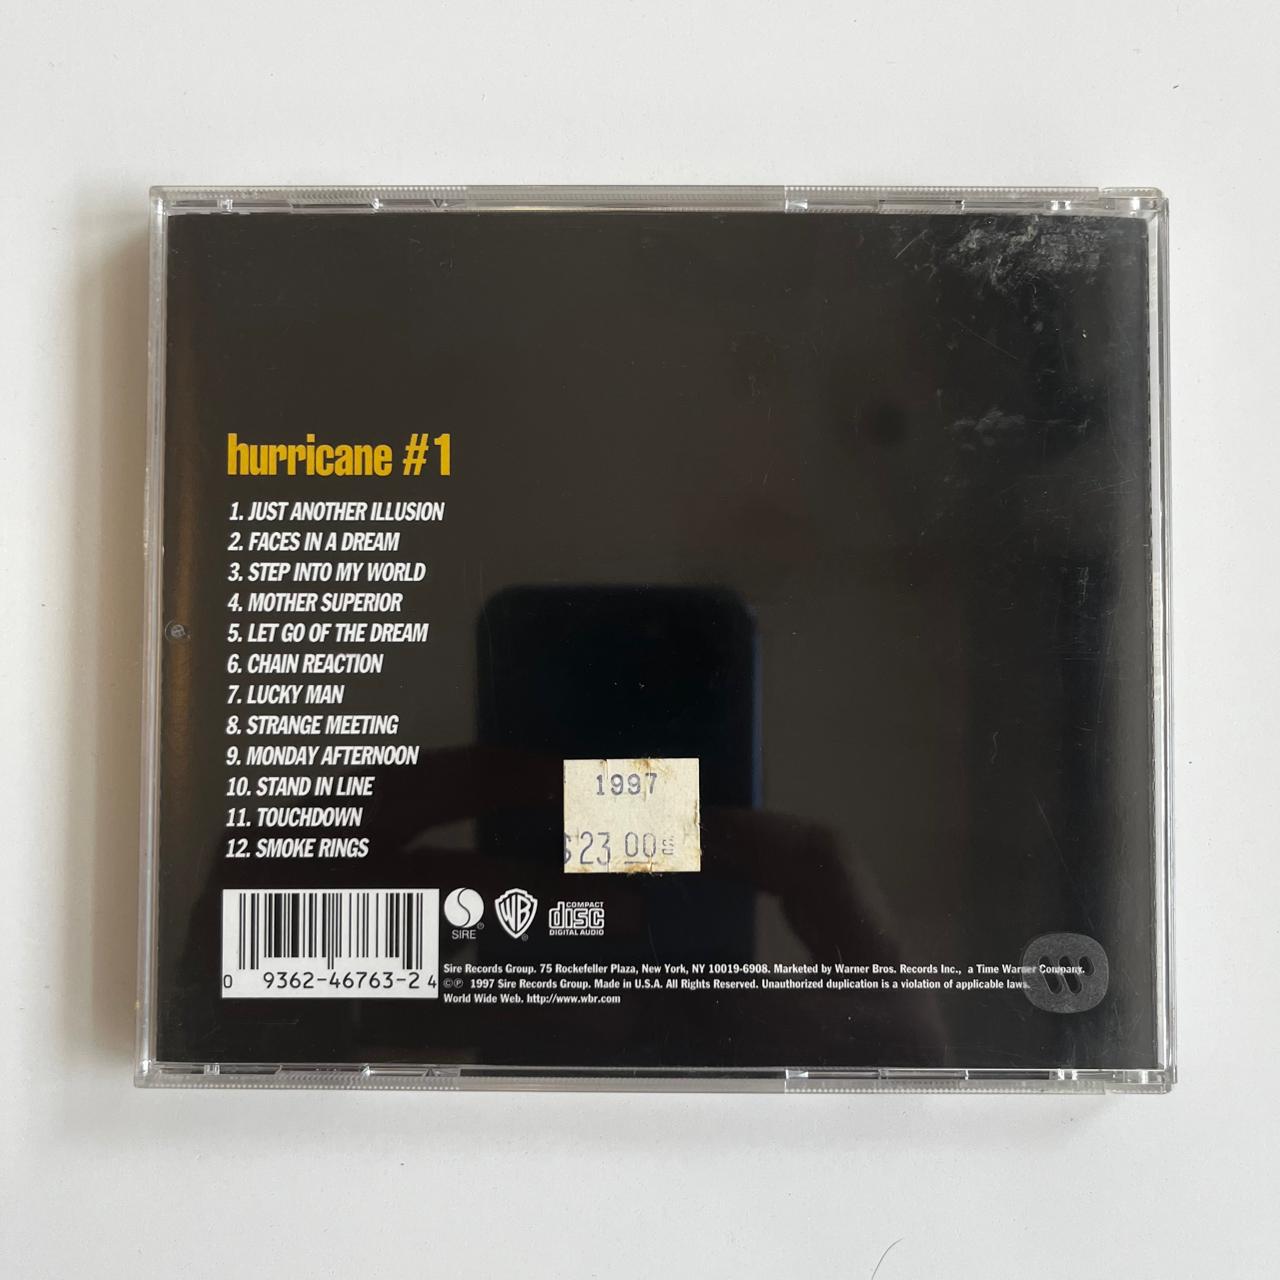 hurricane #1
1. JUST ANOTHER ILLUSION
2. FACES IN A DREAM
3. STEP INTO MY WORLD
4. MOTHER SUPERIOR
5. LET GO OF THE DREAM
6. CHAIN REACTION
7. LUCKY MAN
8. STRANGE MEETING
9. MONDAY AFTERNOON
10. STAND IN LINE
11. TOUCHDOWN
12. SMOKE RINGS
1997
$23 00
0 9362-46763-2 4
SIRE ®
WB ®
COMPACT
disc
DIGITAL AUDIO
Sire Records Group. 75 Rockefeller Plaza, New York, NY 10019-6908. Marketed by Warner Bros. Records Inc., a Time Warner Company.
©℗ 1997 Sire Records Group. Made in U.S.A. All Rights Reserved. Unauthorized duplication is a violation of applicable laws.
World Wide Web. http://www.wbr.com